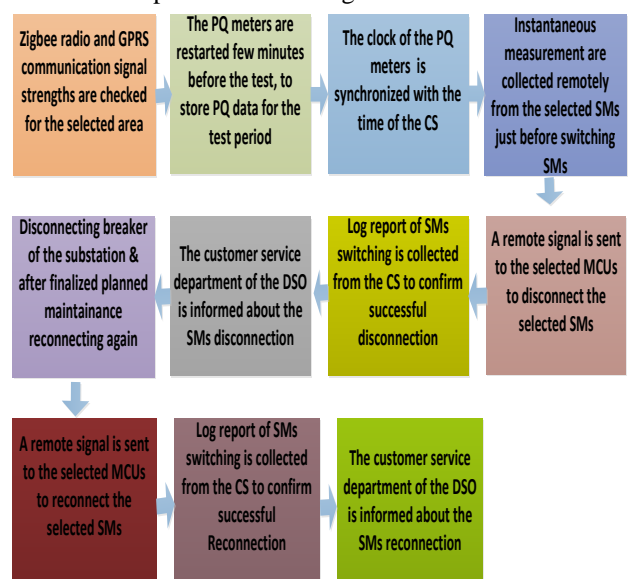 Zigbee radio and GPRS
communication signal
strengths are checked
for the selected area
The PQ meters are
restarted few minutes
before the test, to
store PQ data for the
test period
The clock of the PQ
meters is
synchronized with the
time of the CS
Instantaneous
measurement are
collected remotely
from the selected SMs
just before switching
SMs
A remote signal is sent
to the selected MCUs
to disconnect the
selected SMs
Log report of SMs
switching is collected
from the CS to confirm
successful
disconnection
The customer service
department of the DSO
is informed about the
SMs disconnection
Disconnecting breaker
of the substation &
after finalized planned
maintainance
reconnecting again
A remote signal is sent
to the selected MCUs
to reconnect the
selected SMs
Log report of SMs
switching is collected
from the CS to confirm
successful
Reconnection
The customer service
department of the DSO
is informed about the
SMs reconnection